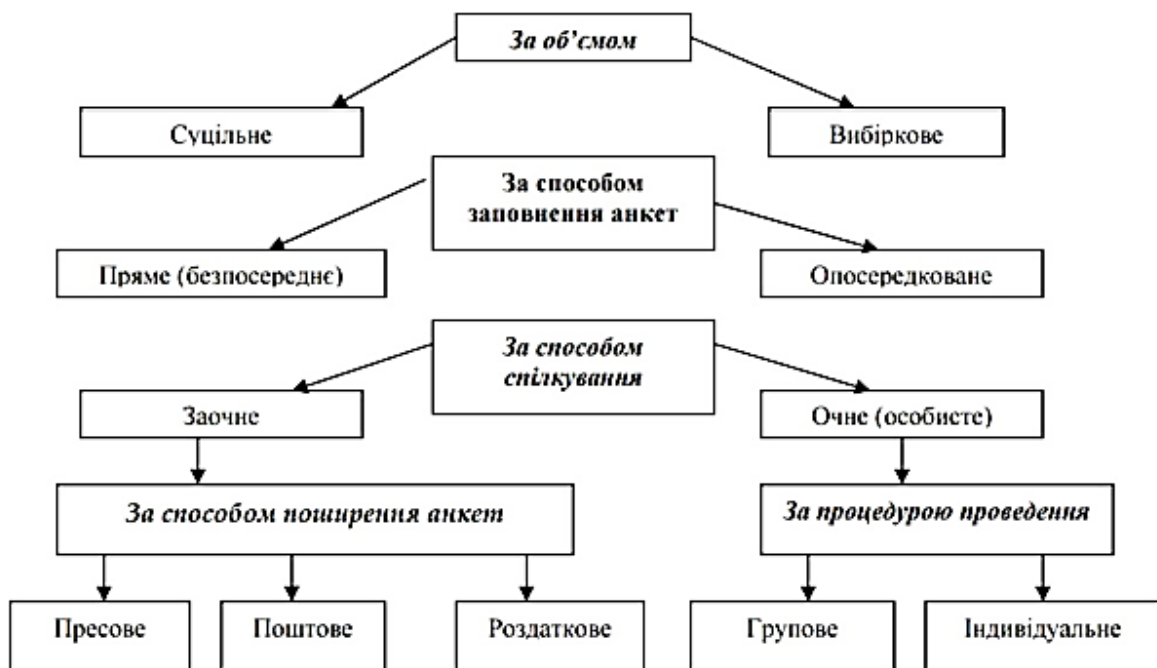 За об’ємом
Суцільне
Вибіркове
За способом
заповнення анкет
Пряме (безпосереднє)
Опосередковане
За способом
спілкування
Заочне
Очне (особисте)
За способом поширення анкет
За процедурою проведення
Пресове
Поштове
Роздаткове
Групове
Індивідуальне